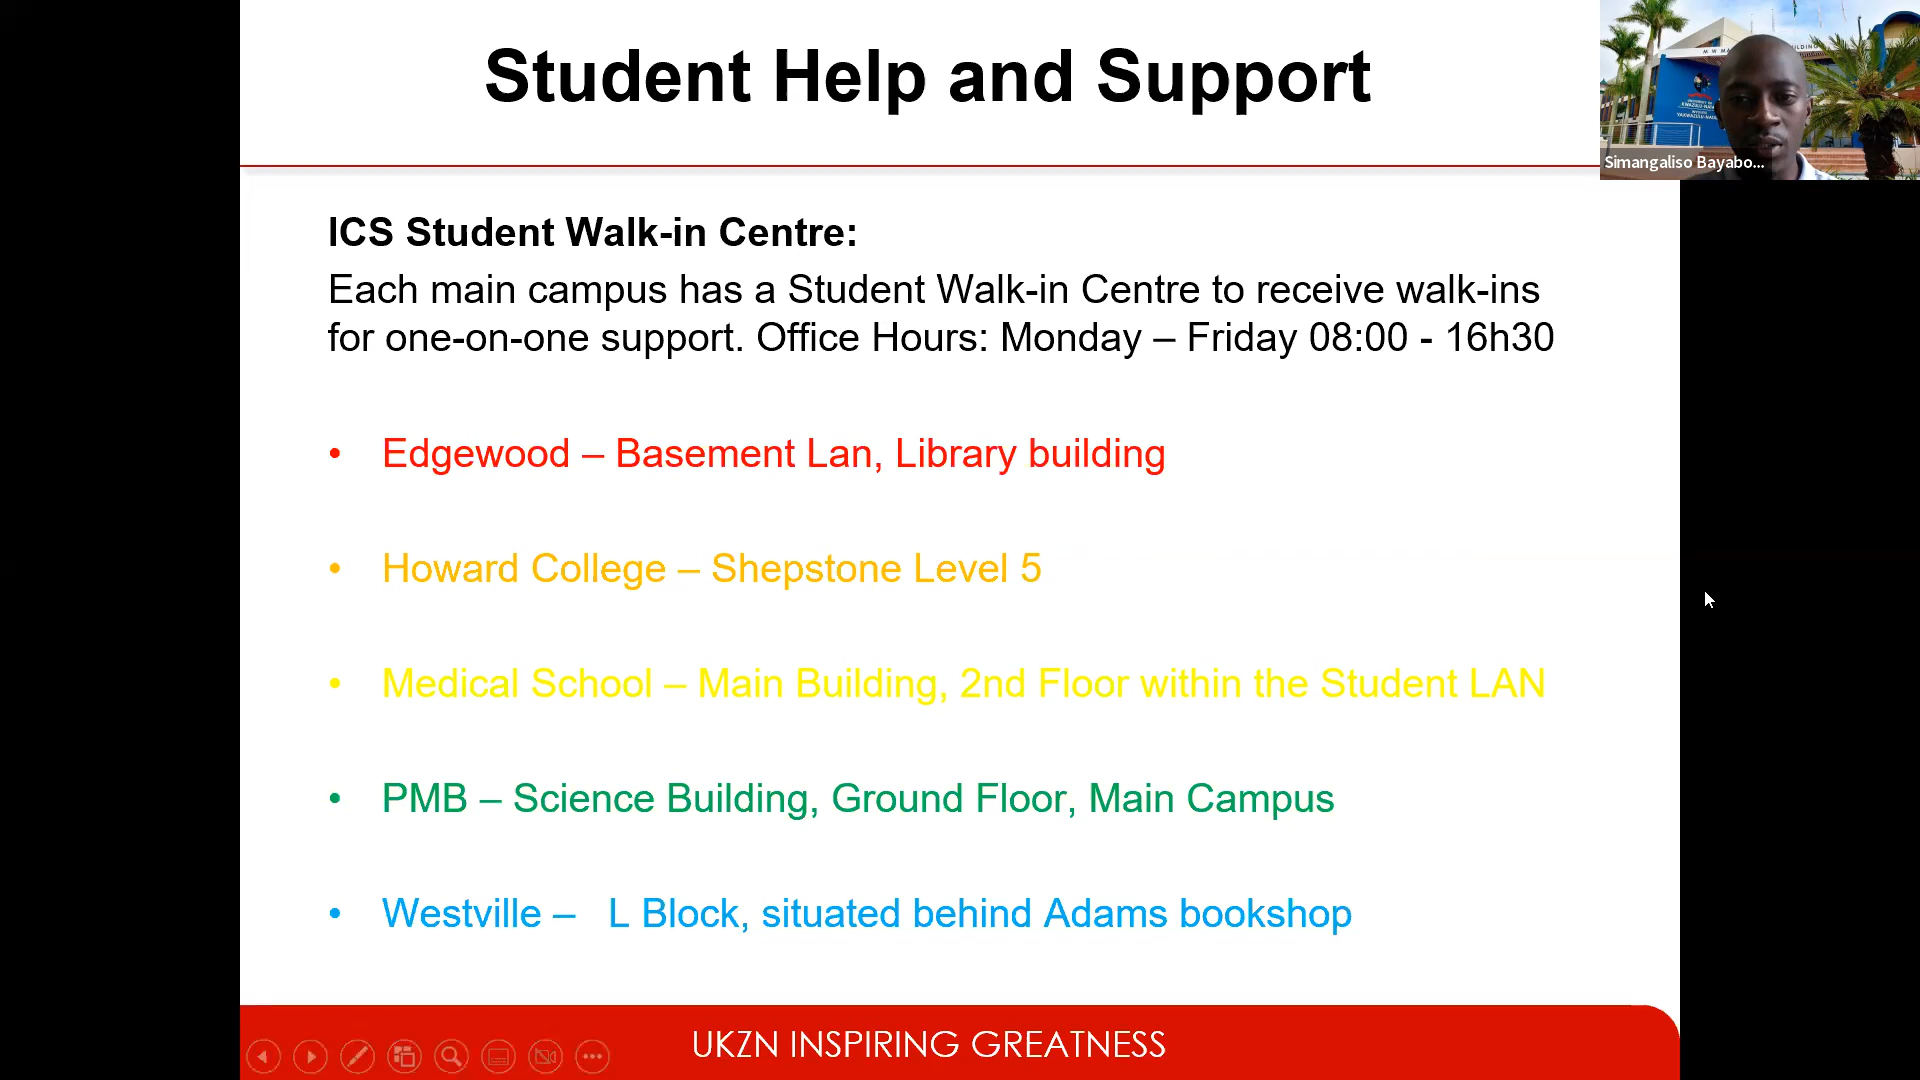 Student Help and Support
Simangaliso Bayabo...
ICS Student Walk-in Centre:
Each main campus has a Student Walk-in Centre to receive walk-ins
for one-on-one support. Office Hours: Monday – Friday 08:00 - 16h30
• Edgewood – Basement Lan, Library building
• Howard College – Shepstone Level 5
• Medical School – Main Building, 2nd Floor within the Student LAN
• PMB – Science Building, Ground Floor, Main Campus
• Westville – L Block, situated behind Adams bookshop
UKZN INSPIRING GREATNESS